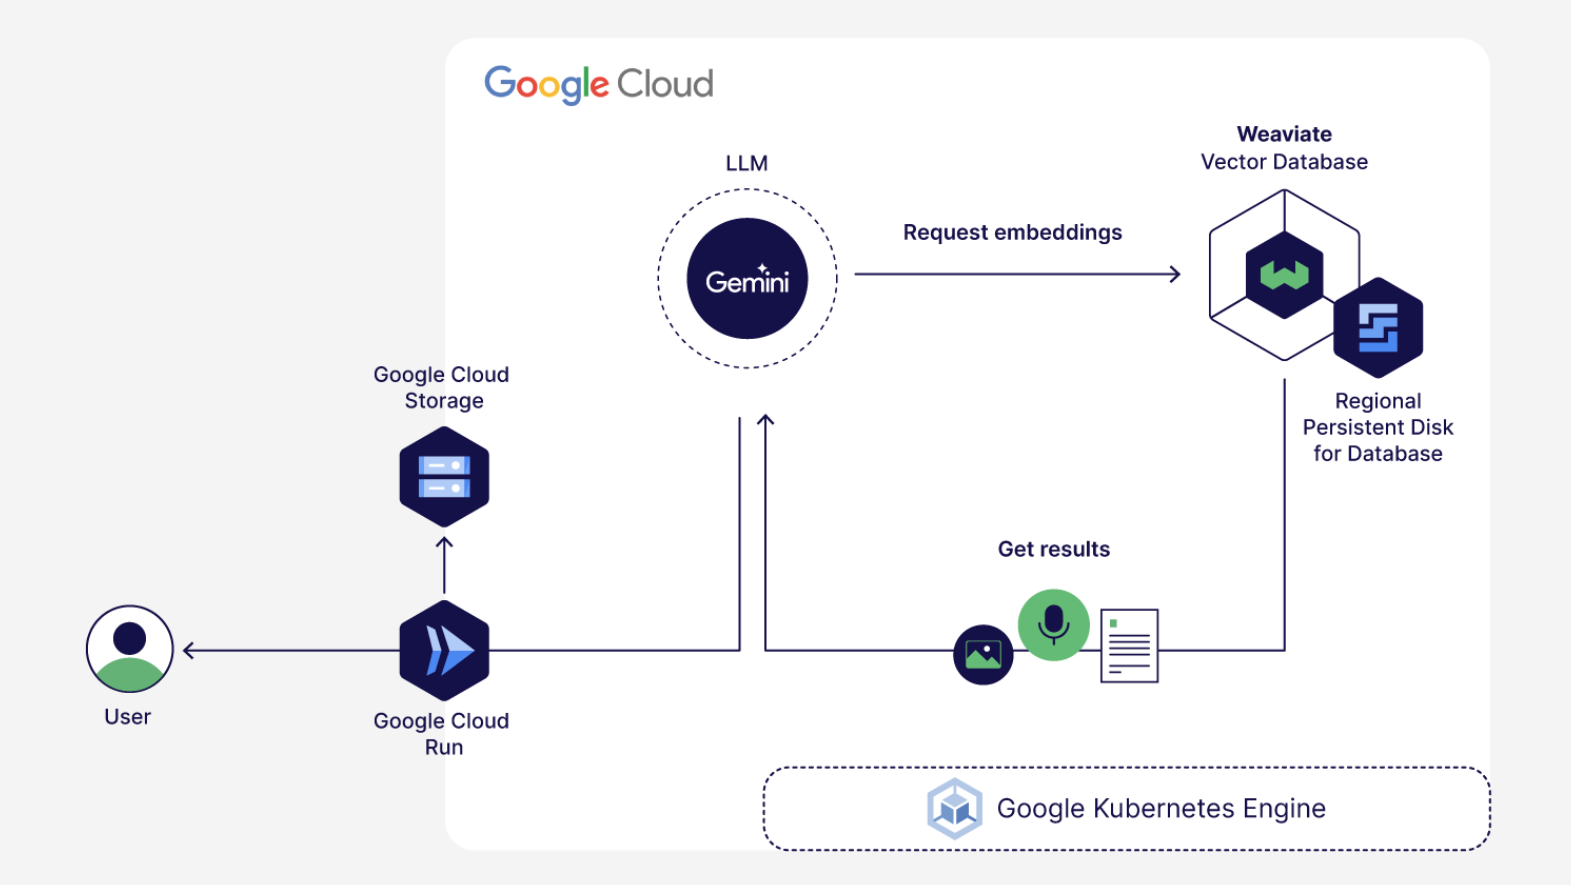 Google Cloud
Weaviate
Vector Database
LLM
Request embeddings
Gemini
Google Cloud
Storage
Regional
Persistent Disk
for Database
Get results
User
Google Cloud
Run
Google Kubernetes Engine